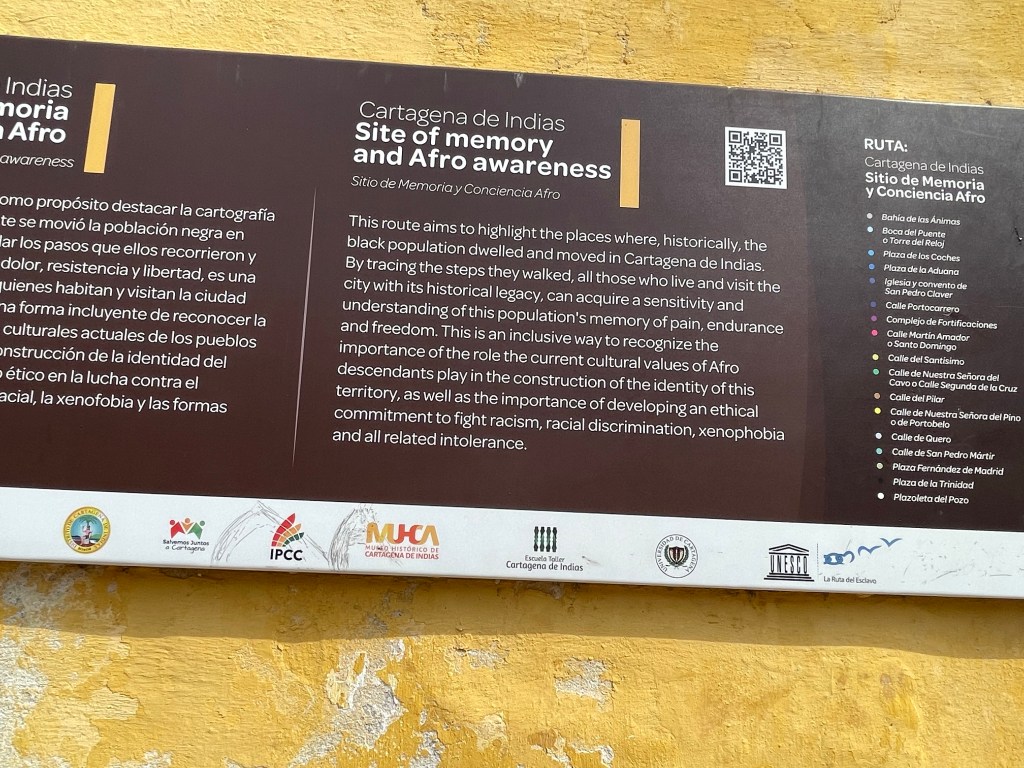 Indias
moria
a Afro
awareness
omo propósito destacar la cartografía
te se movió la población negra en
lar los pasos que ellos recorrieron y
dolor, resistencia y libertad, es una
quienes habitan y visitan la ciudad
na forma incluyente de reconocer la
culturales actuales de los pueblos
onstrucción de la identidad del
o ético en la lucha contra el
acial, la xenofobia y las formas
Cartagena de Indias
Site of memory
and Afro awareness
Sitio de Memoria y Conciencia Afro
This route aims to highlight the places where, historically, the
black population dwelled and moved in Cartagena de Indias.
By tracing the steps they walked, all those who live and visit the
city with its historical legacy, can acquire a sensitivity and
understanding of this population's memory of pain, endurance
and freedom. This is an inclusive way to recognize the
importance of the role the current cultural values of Afro
descendants play in the construction of the identity of this
territory, as well as the importance of developing an ethical
commitment to fight racism, racial discrimination, xenophobia
and all related intolerance.
RUTA:
Cartagena de Indias
Sitio de Memoria
y Conciencia Afro
Bahía de las Ánimas
Boca del Puente
o Torre del Reloj
Plaza de los Coches
Plaza de la Aduana
Iglesia y convento de
San Pedro Claver
Calle Portocarrero
Complejo de Fortificaciones
Calle Martín Amador
o Santo Domingo
Calle del Santísimo
Calle de Nuestra Señora del
Cavo o Calle Segunda de la Cruz
Calle del Pilar
Calle de Nuestra Señora del Pino
o de Portobelo
Calle de Quero
Calle de San Pedro Mártir
Plaza Fernández de Madrid
Plaza de la Trinidad
Plazoleta del Pozo
Salvemos Juntos
a Cartagena
IPCC
MUHCA
MUSEO HISTÓRICO DE
CARTAGENA DE INDIAS
Escuela Taller
Cartagena de Indias
UNIVERSIDAD DE CARTAGENA
UNESCO
La Ruta del Esclavo